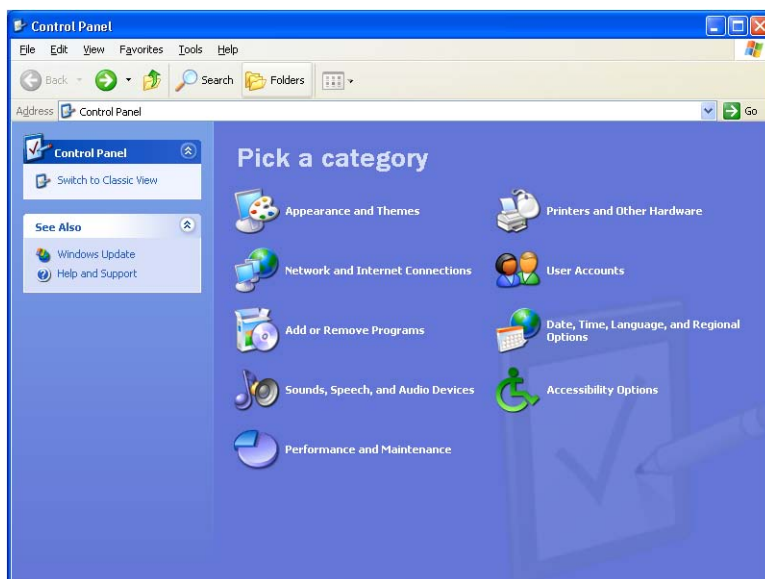 Control Panel
File Edit View Favorites Tools Help
Back Search Folders
Address Control Panel Go
Control Panel
Switch to Classic View
See Also
Windows Update
Help and Support
Pick a category
Appearance and Themes
Printers and Other Hardware
Network and Internet Connections
User Accounts
Add or Remove Programs
Date, Time, Language, and Regional
Options
Sounds, Speech, and Audio Devices
Accessibility Options
Performance and Maintenance